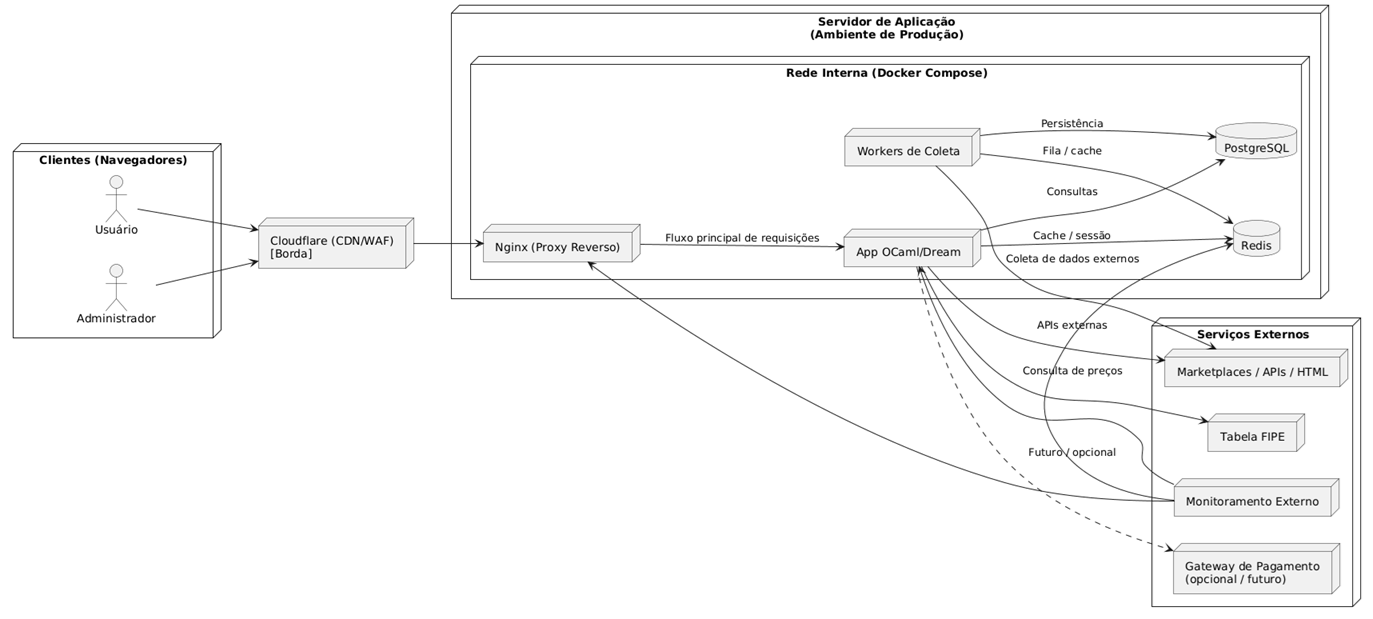 Servidor de Aplicação
(Ambiente de Produção)
Rede Interna (Docker Compose)
Clientes (Navegadores)
Usuário
Administrador
Cloudflare (CDN/WAF)
[Borda]
Nginx (Proxy Reverso)
Fluxo principal de requisições
Workers de Coleta
App OCaml/Dream
Persistência
Fila / cache
Consultas
Cache / sessão
Coleta de dados externos
PostgreSQL
Redis
APIs externas
Consulta de preços
Futuro / opcional
Serviços Externos
Marketplaces / APIs / HTML
Tabela FIPE
Monitoramento Externo
Gateway de Pagamento
(opcional / futuro)